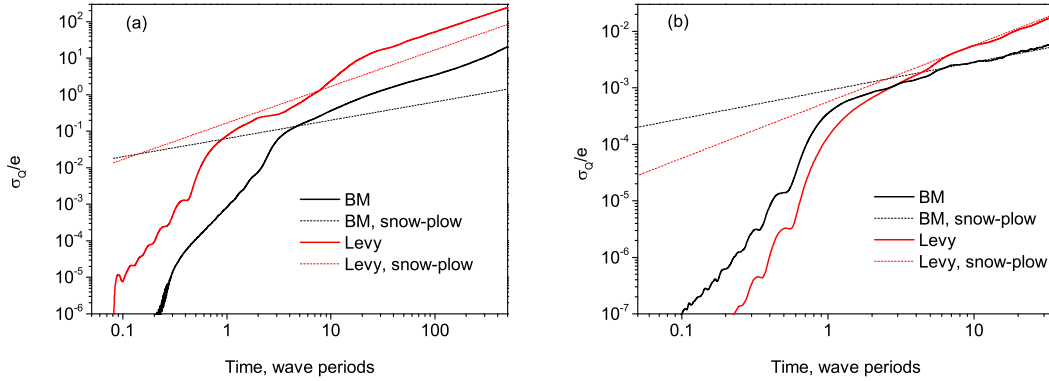 (a)
10²
10¹
10⁰
10⁻¹
10⁻²
10⁻³
10⁻⁴
10⁻⁵
10⁻⁶
σ_Q/e
BM
BM, snow-plow
Levy
Levy, snow-plow
0.1 1 10 100
Time, wave periods
(b)
10⁻²
10⁻³
10⁻⁴
10⁻⁵
10⁻⁶
10⁻⁷
σ_Q/e
BM
BM, snow-plow
Levy
Levy, snow-plow
0.1 1 10
Time, wave periods